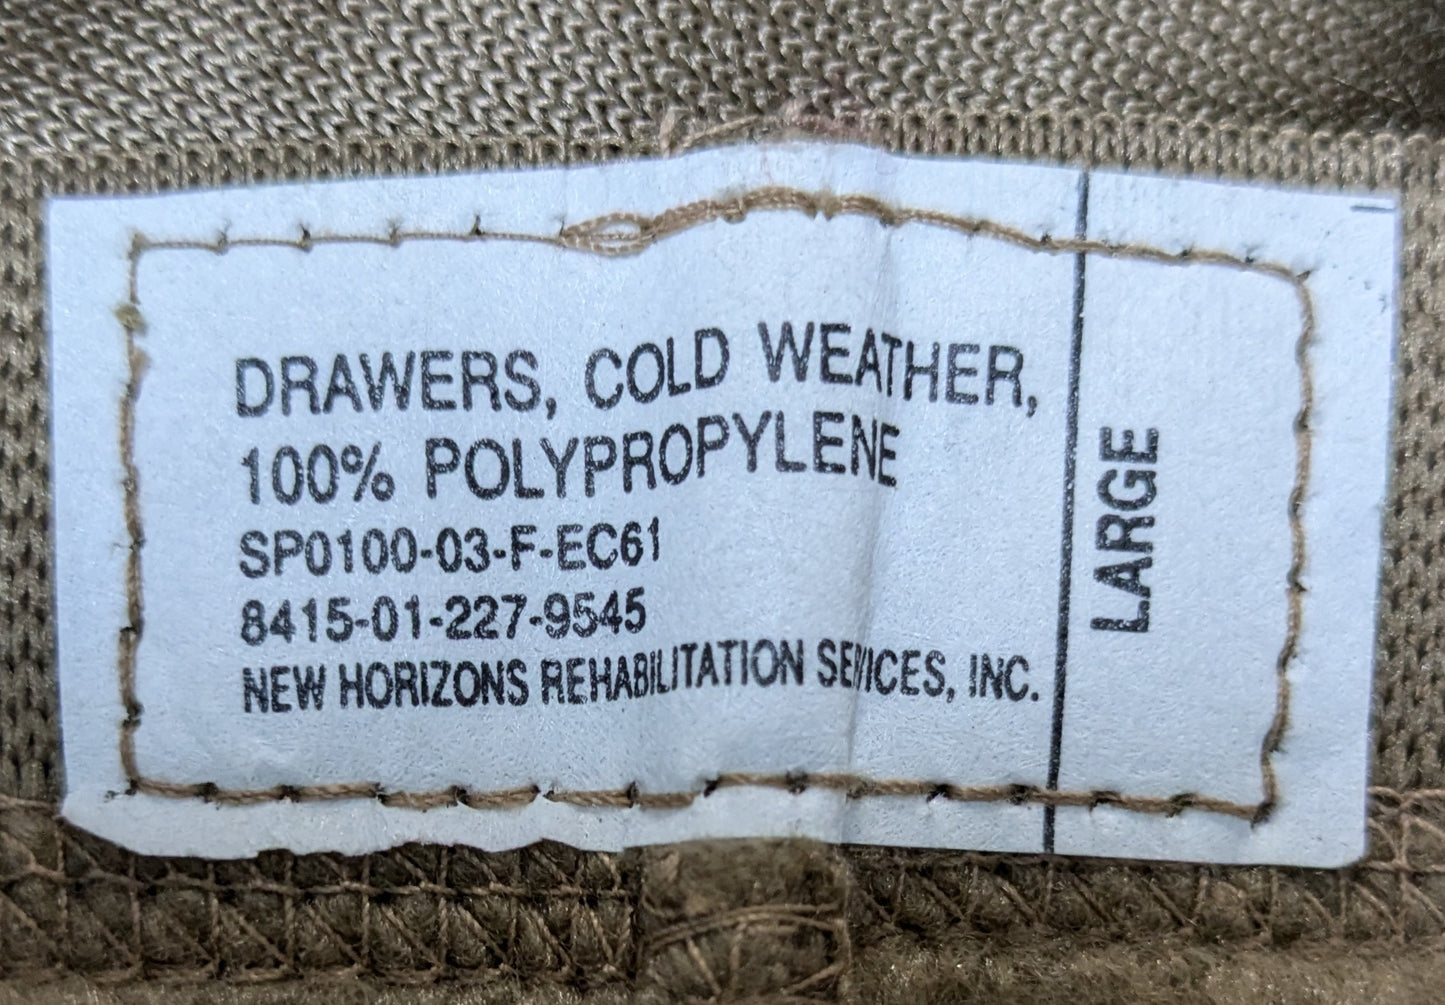 DRAWERS, COLD WEATHER,
100% POLYPROPYLENE
SP0100-03-F-EC61
8415-01-227-9545
NEW HORIZONS REHABILITATION SERVICES, INC.
LARGE